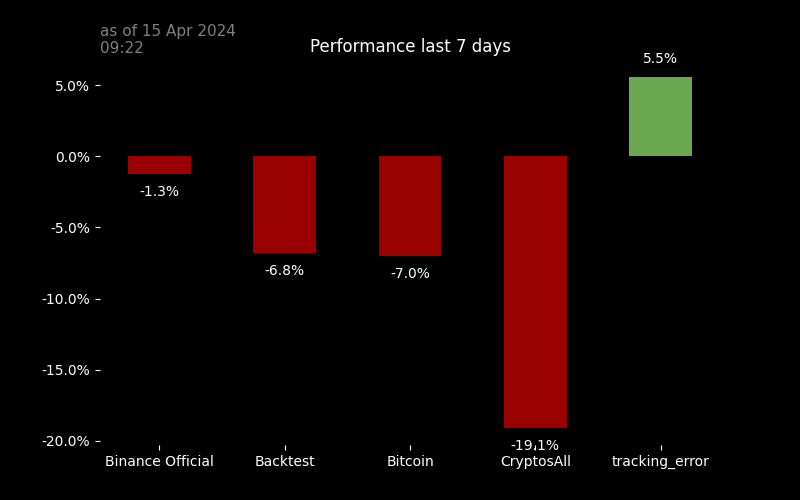 as of 15 Apr 2024
09:22
Performance last 7 days
5.5%
5.0%
0.0%
-1.3%
-5.0%
-6.8%
-7.0%
-10.0%
-15.0%
-19.1%
-20.0%
Binance Official
Backtest
Bitcoin
CryptosAll
tracking_error